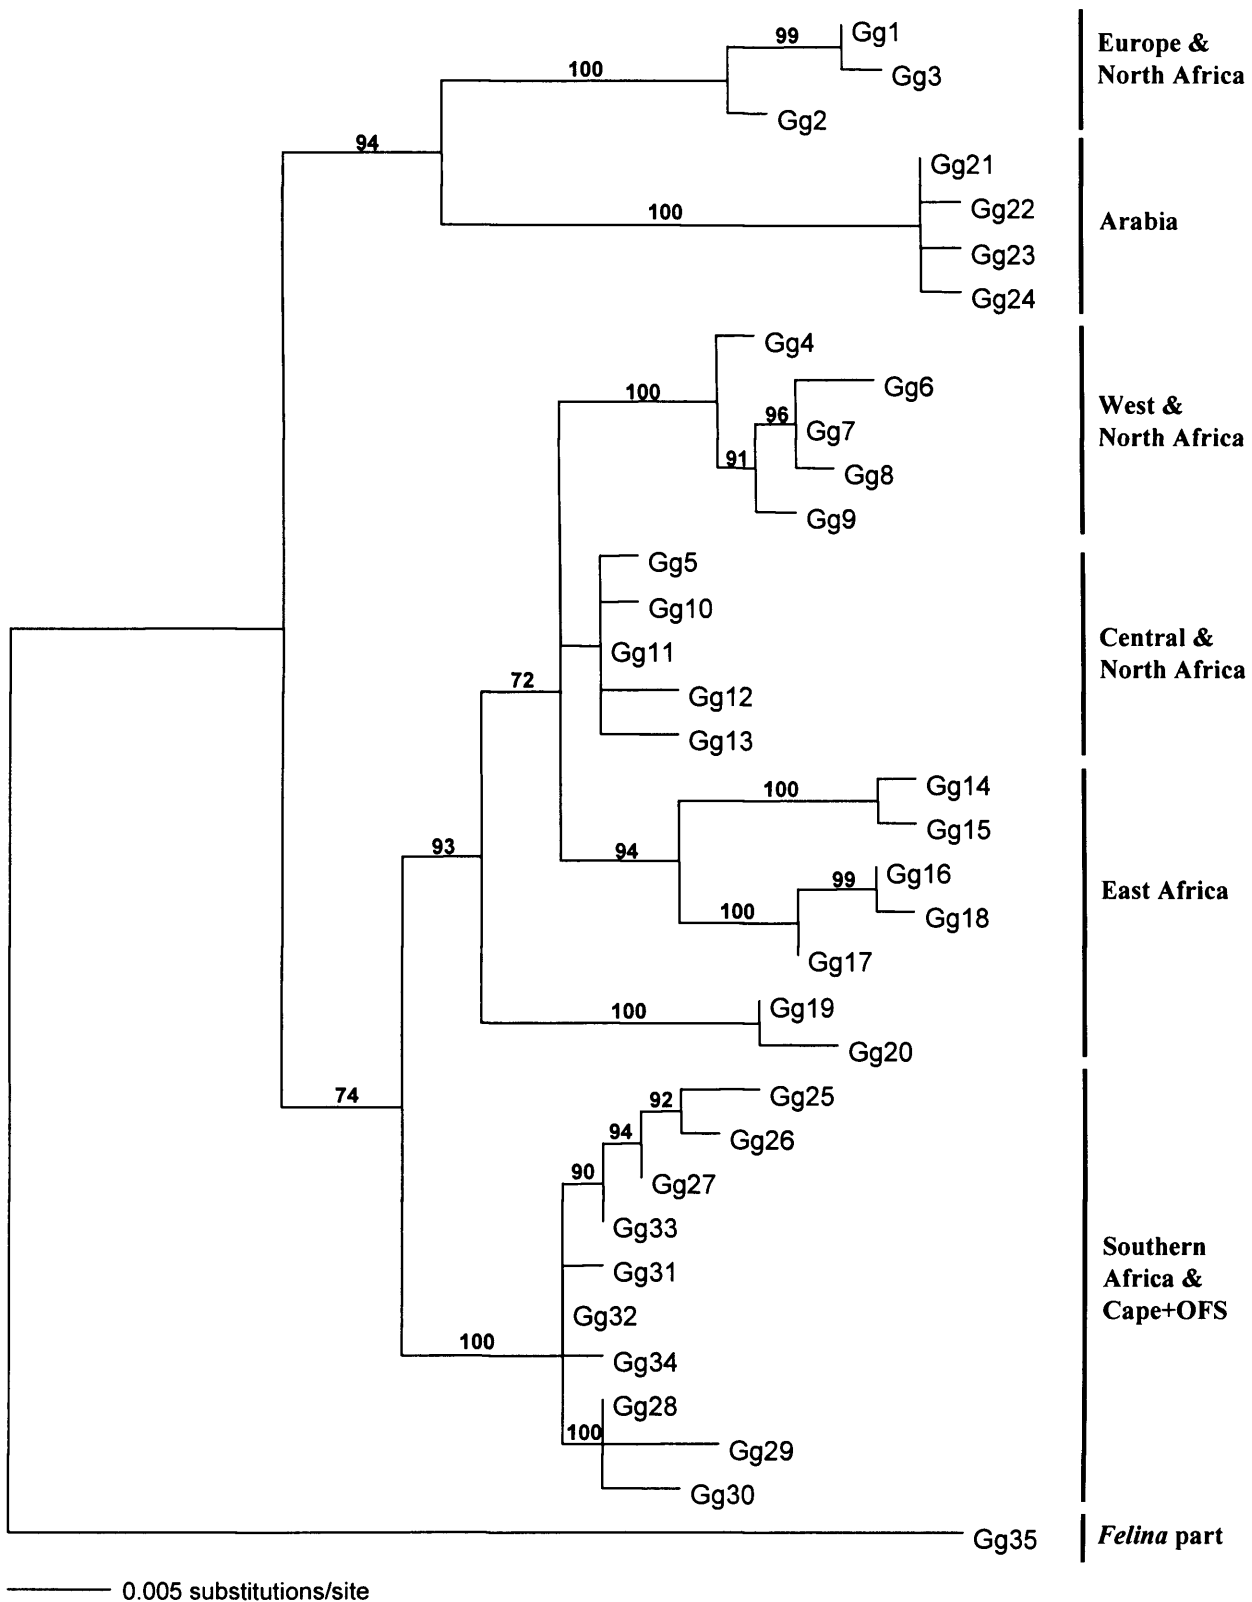 99
Gg1
Europe &
North Africa
100
Gg3
Gg2
94
Gg21
100
Gg22
Arabia
Gg23
Gg24
Gg4
100
Gg6
West &
North Africa
96
Gg7
91
Gg8
Gg9
Gg5
Gg10
Central &
North Africa
Gg11
72
Gg12
Gg13
100
Gg14
Gg15
93
94
99
Gg16
East Africa
100
Gg18
Gg17
100
Gg19
Gg20
74
92
Gg25
94
Gg26
90
Gg27
Gg33
Southern
Africa &
Cape+OFS
Gg31
Gg32
100
Gg34
Gg28
100
Gg29
Gg30
Gg35
Felina part
0.005 substitutions/site